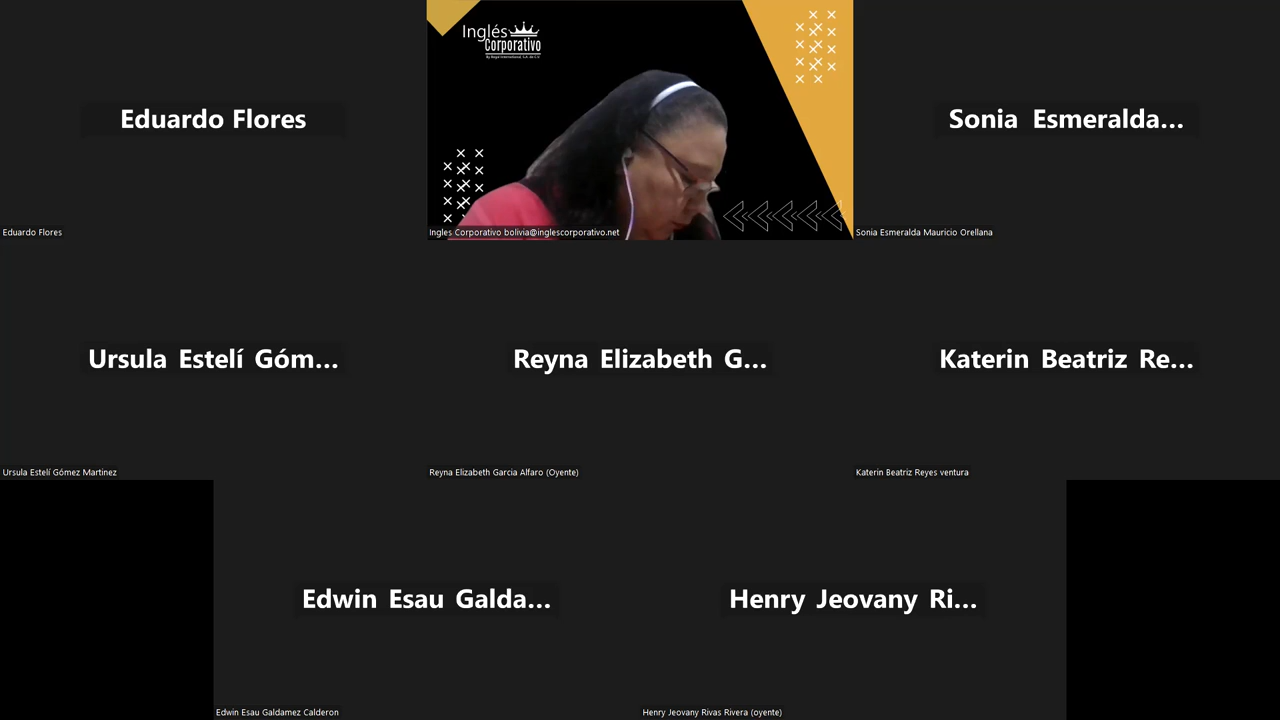 Eduardo Flores
Eduardo Flores
Inglés
Corporativo
Ingles Corporativo bolivia@inglescorporativo.net
Sonia Esmeralda...
Sonia Esmeralda Mauricio Orellana
Ursula Estelí Góm...
Ursula Estelí Gómez Martinez
Reyna Elizabeth G...
Reyna Elizabeth Garcia Alfaro (Oyente)
Katerin Beatriz Re...
Katerin Beatriz Reyes ventura
Edwin Esau Galda...
Edwin Esau Galdamez Calderon
Henry Jeovany Ri...
Henry Jeovany Rivas Rivera (oyente)